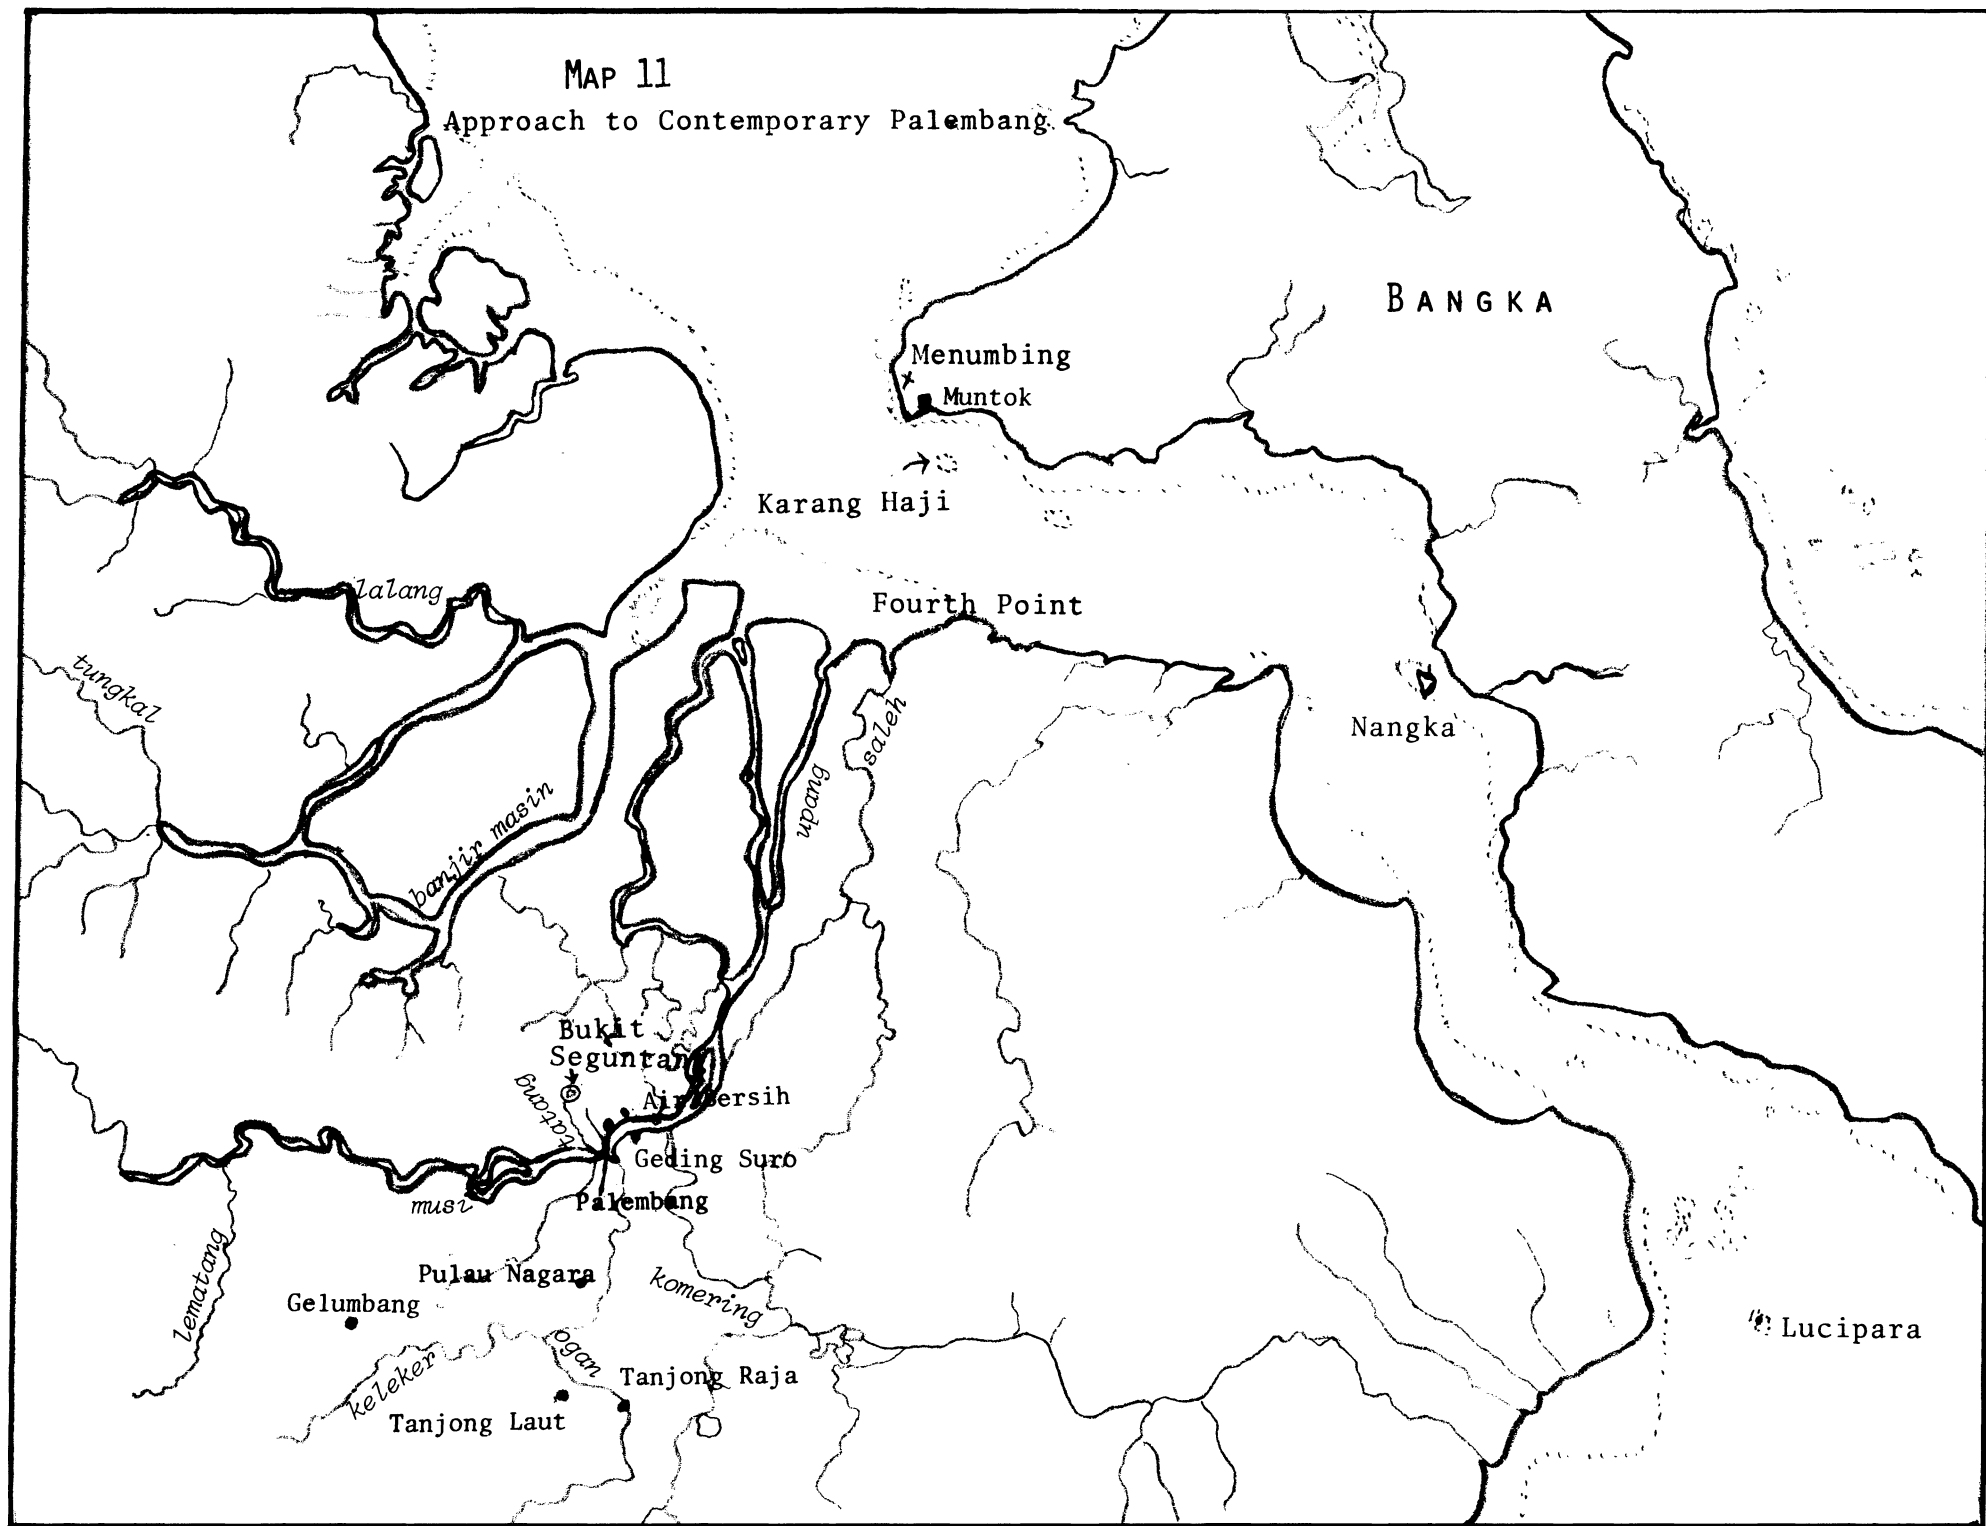 MAP 11
Approach to Contemporary Palembang
BANGKA
Menumbing
Muntok
Karang Haji
lalang
Fourth Point
tungkal
saleh
Nangka
upang
banjir masin
Bukit
Seguntang
tatang
Air Bersih
Geding Suro
musi
Palembang
lematang
Pulau Nagara
komering
Gelumbang
Lucipara
ogan
keleker
Tanjong Raja
Tanjong Laut